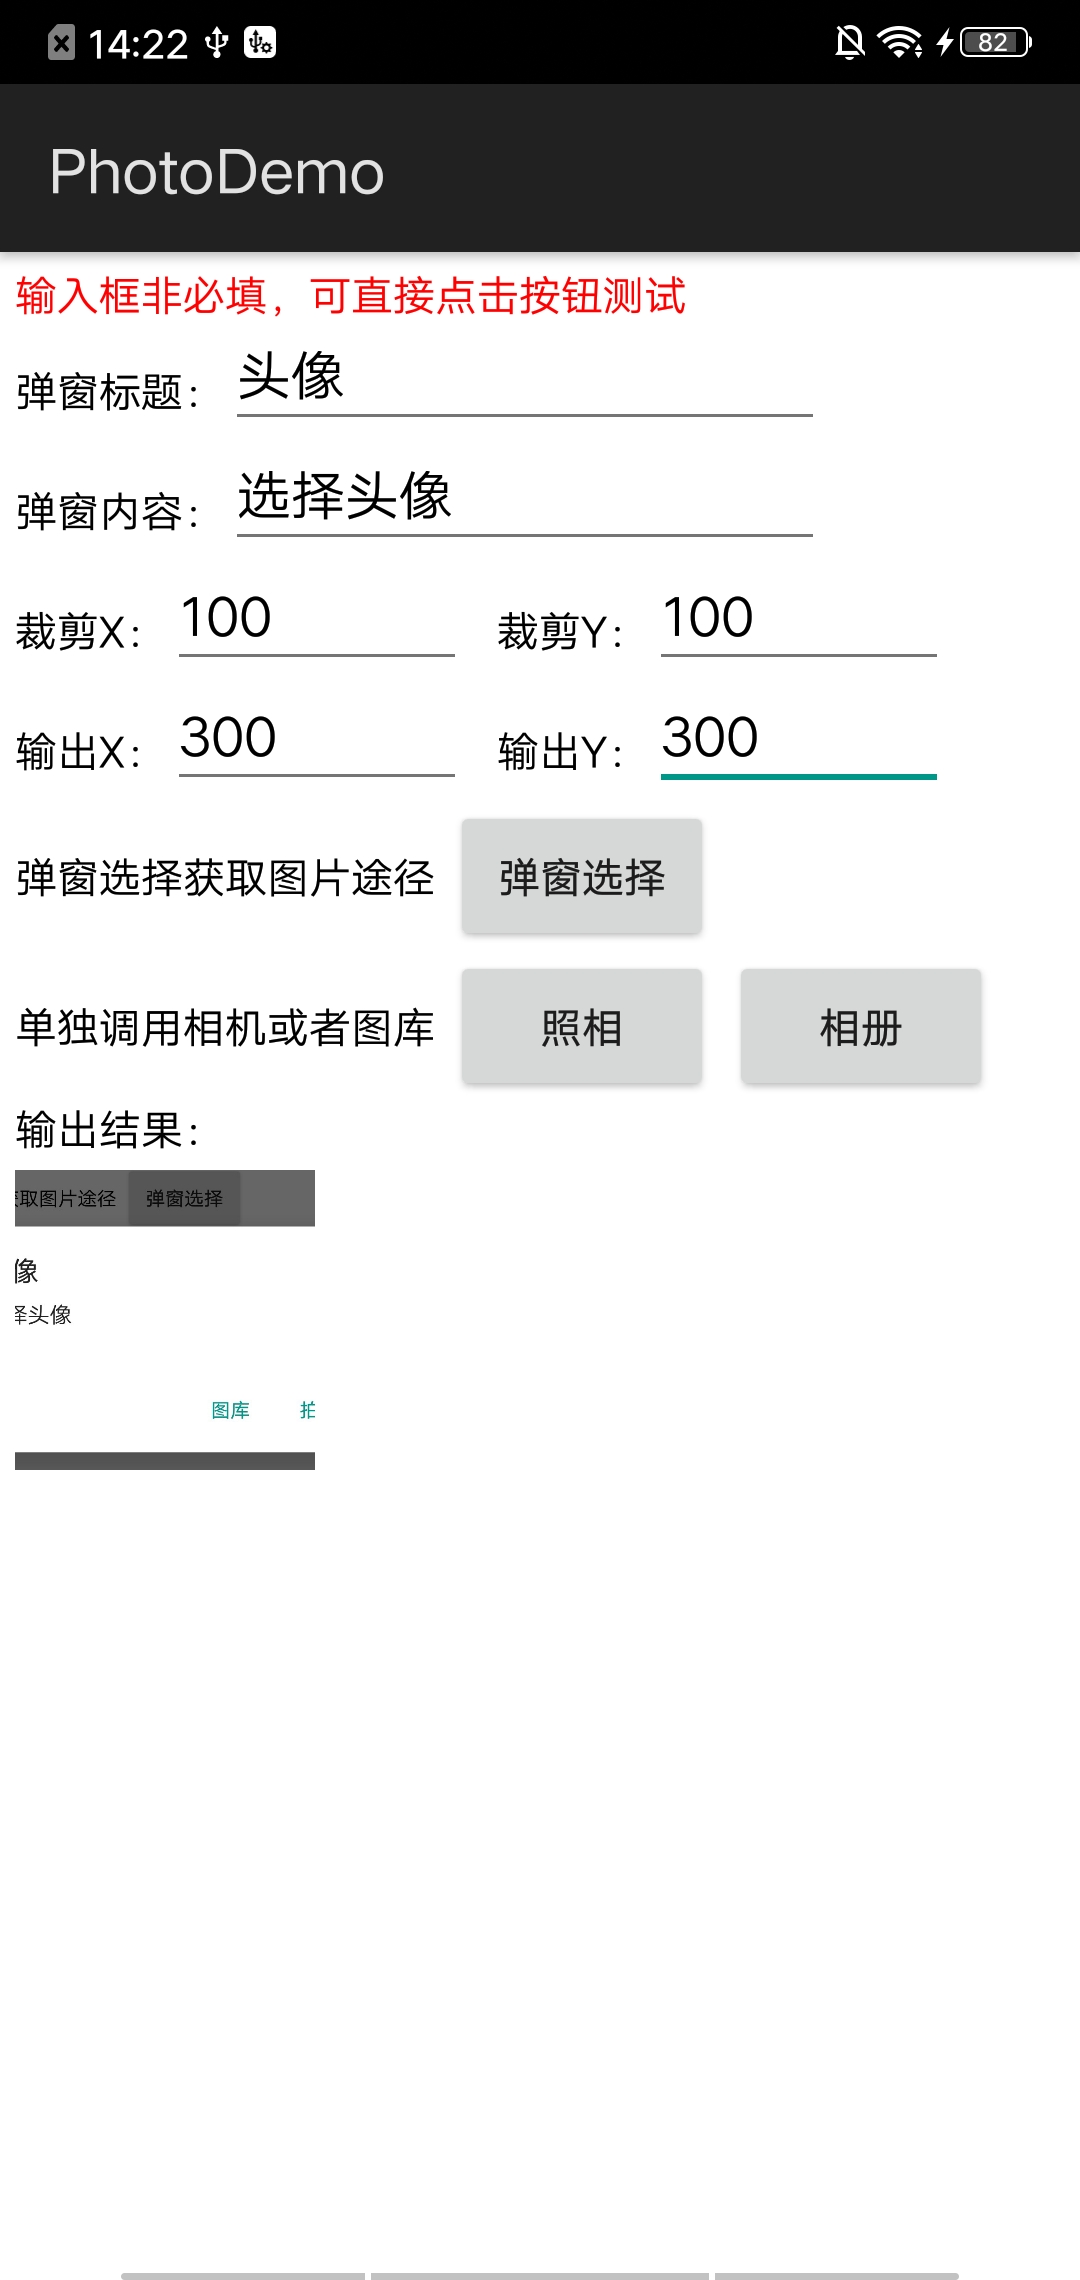 14:22 82
PhotoDemo
输入框非必填，可直接点击按钮测试
弹窗标题： 头像
弹窗内容： 选择头像
裁剪X： 100 裁剪Y： 100
输出X： 300 输出Y： 300
弹窗选择获取图片途径 弹窗选择
单独调用相机或者图库 照相 相册
输出结果：
取图片途径 弹窗选择
像
择头像
图库 拍